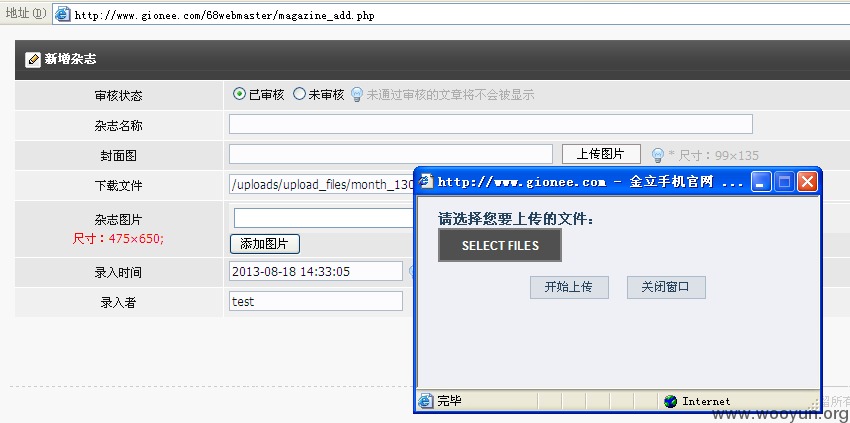 地址(D) http://www.gionee.com/68webmaster/magazine_add.php
新增杂志
审核状态 已审核 未审核 未通过审核的文章将不会被显示
杂志名称
封面图 上传图片 * 尺寸：99×135
下载文件 /uploads/upload_files/month_130
杂志图片
尺寸：475×650;
添加图片
录入时间 2013-08-18 14:33:05
录入者 test
http://www.gionee.com - 金立手机官网 ...
请选择您要上传的文件：
SELECT FILES
开始上传 关闭窗口
完毕 Internet
留所有
www.wooyun.org